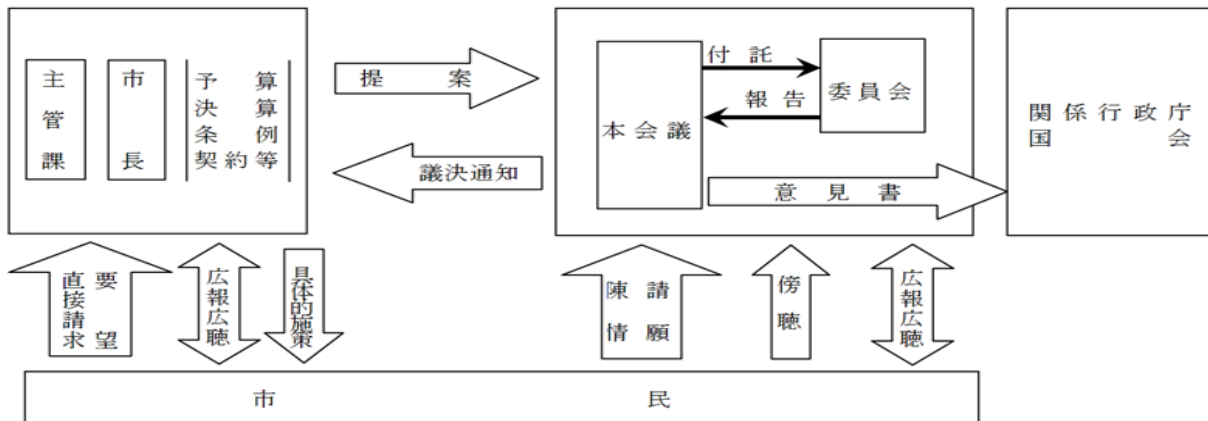 主管課
市長
予算
決算
条例
契約等
提案
議決通知
本会議
付託
報告
委員会
意見書
関係行政庁
国会
要望
直接請求
広報広聴
具体的施策
請願
陳情
傍聴
広報広聴
市民